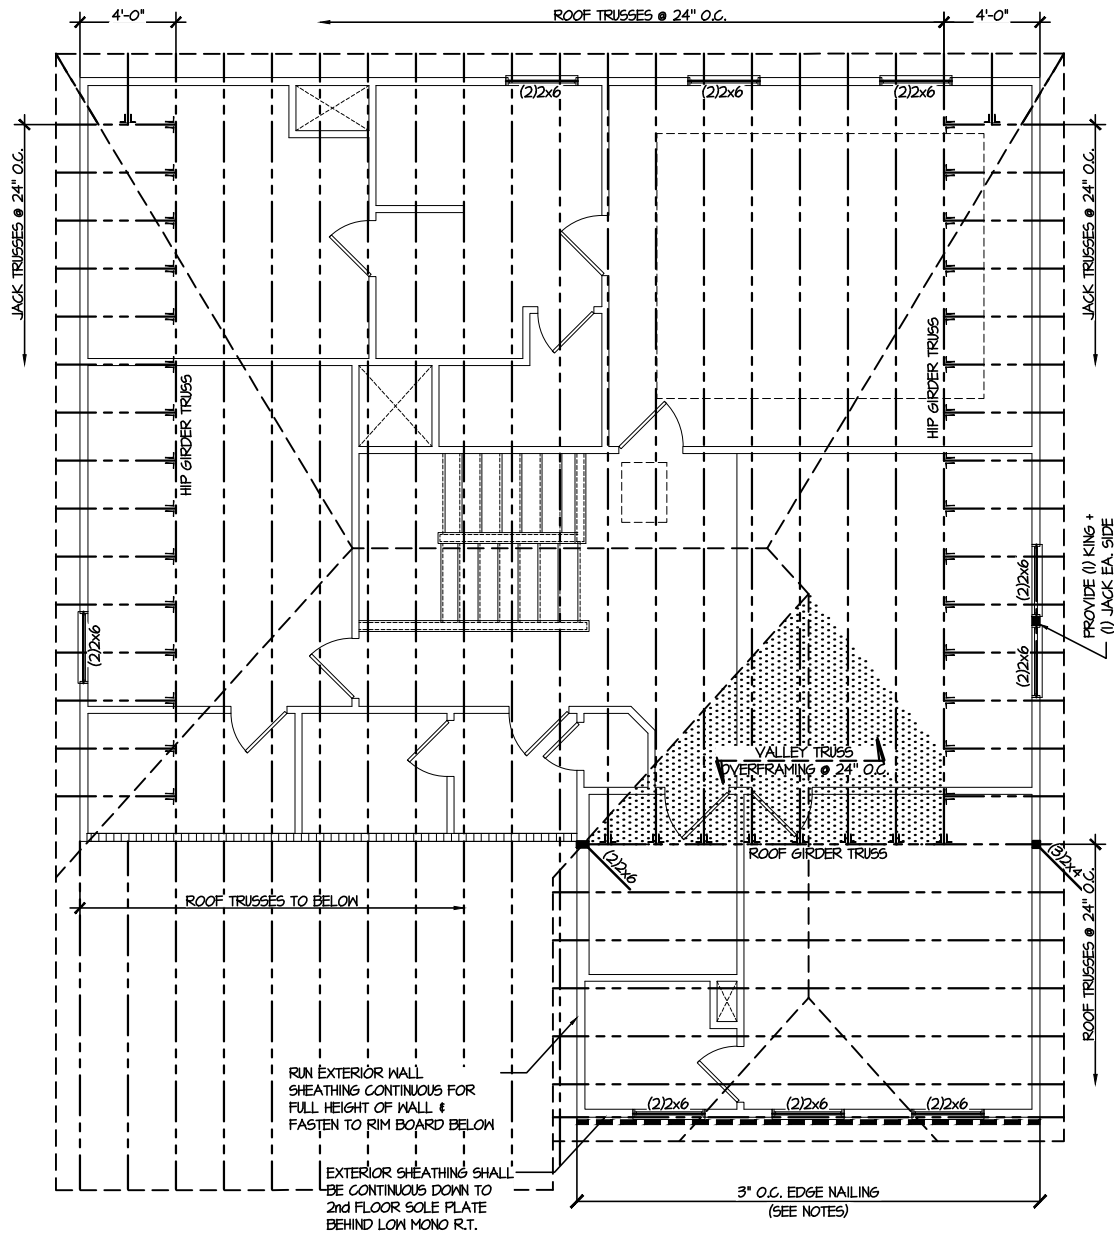 4'-0"
ROOF TRUSSES @ 24" O.C.
4'-0"
(2)2x6
(2)2x6
(2)2x6
JACK TRUSSES @ 24" O.C.
JACK TRUSSES @ 24" O.C.
HIP GIRDER TRUSS
HIP GIRDER TRUSS
(2)2x6
(2)2x6
(2)2x6
PROVIDE (1) KING +
(1) JACK EA. SIDE
VALLEY TRUSS
OVERFRAMING @ 24" O.C.
ROOF GIRDER TRUSS
(2)2x6
(3)2x4
ROOF TRUSSES TO BELOW
ROOF TRUSSES @ 24" O.C.
RUN EXTERIOR WALL
SHEATHING CONTINUOUS FOR
FULL HEIGHT OF WALL &
FASTEN TO RIM BOARD BELOW
(2)2x6
(2)2x6
(2)2x6
EXTERIOR SHEATHING SHALL
BE CONTINUOUS DOWN TO
2nd FLOOR SOLE PLATE
BEHIND LOW MONO R.T.
3" O.C. EDGE NAILING
(SEE NOTES)